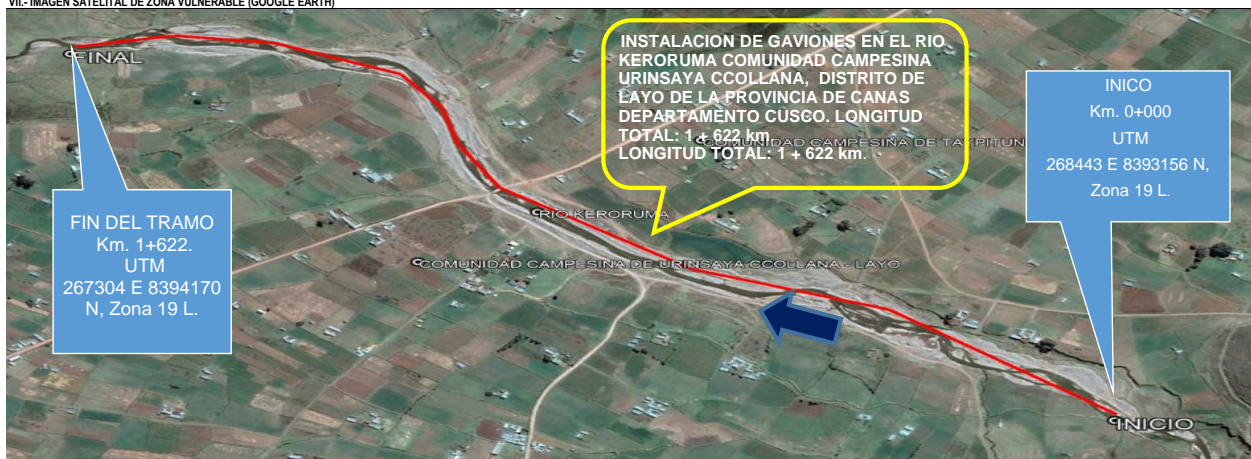 VII.- IMAGEN SATELITAL DE ZONA VULNERABLE (GOOGLE EARTH)
FINAL
INSTALACION DE GAVIONES EN EL RIO
KERORUMA COMUNIDAD CAMPESINA
URINSAYA CCOLLANA, DISTRITO DE
LAYO DE LA PROVINCIA DE CANAS
DEPARTAMENTO CUSCO. LONGITUD
TOTAL: 1 + 622 km.
LONGITUD TOTAL: 1 + 622 km.
COMUNIDAD CAMPESINA DE TAYPITUN
INICO
Km. 0+000
UTM
268443 E 8393156 N,
Zona 19 L.
FIN DEL TRAMO
Km. 1+622.
UTM
267304 E 8394170
N, Zona 19 L.
RIO KERORUMA
COMUNIDAD CAMPESINA DE URINSAYA CCOLLANA - LAYO
INICIO